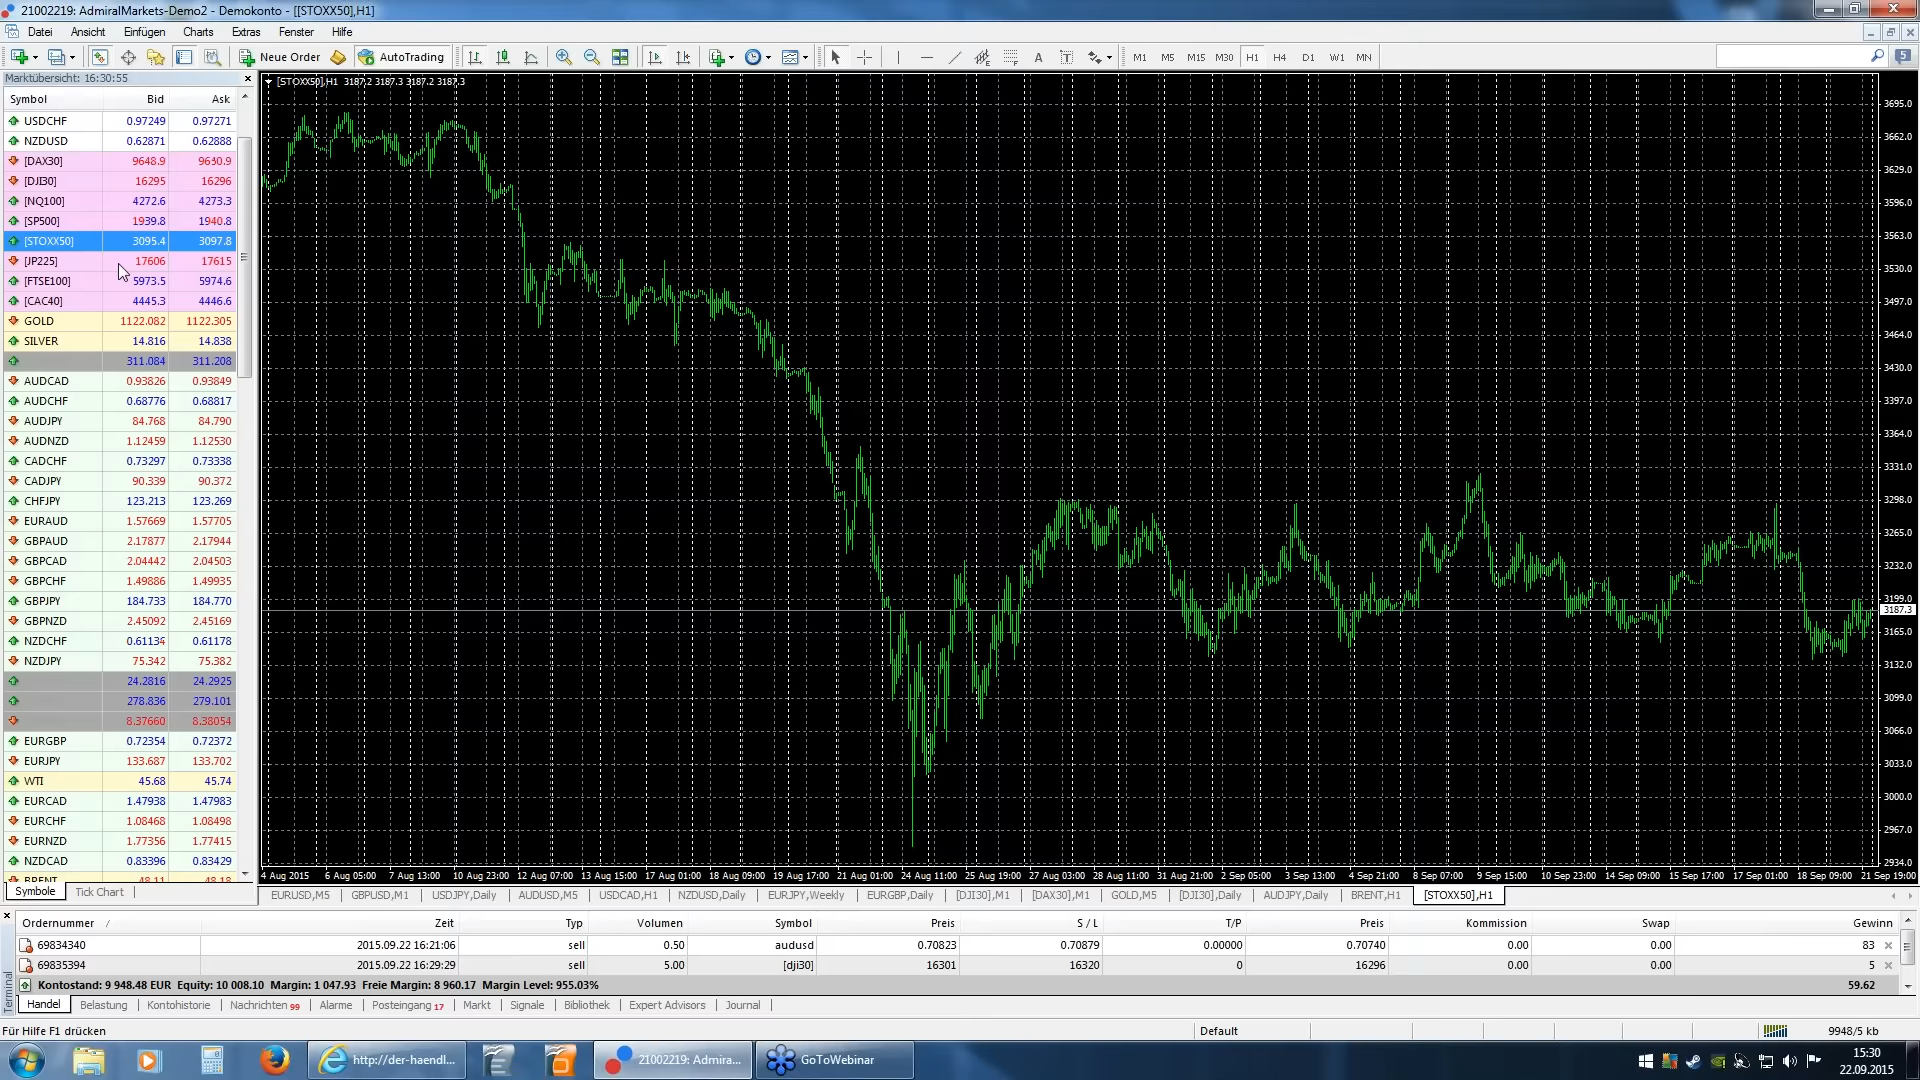 21002219: AdmiralMarkets-Demo2 - Demokonto - [[STOXX50],H1]
Datei Ansicht Einfügen Charts Extras Fenster Hilfe
Neue Order AutoTrading M1 M5 M15 M30 H1 H4 D1 W1 MN 5
Marktübersicht: 16:30:55
Symbol Bid Ask
USDCHF 0.97249 0.97271
NZDUSD 0.62871 0.62888
[DAX30] 9648.9
[DJI30] 16295 16296
[NQ100] 4272.6 4273.3
[SP500] 1939.8 1940.8
[STOXX50] 3095.4 3097.8
[JP225] 17606 17615
[FTSE100] 5973.5 5974.6
[CAC40] 4445.3 4446.6
GOLD 1122.082 1122.305
SILVER 14.816 14.838
311.084 311.208
AUDCAD 0.93826 0.93849
AUDCHF 0.68776 0.68817
AUDJPY 84.768 84.790
AUDNZD 1.12459 1.12530
CADCHF 0.73297 0.73338
CADJPY 90.339 90.372
CHFJPY 123.213 123.269
EURAUD 1.57669 1.57705
GBPAUD 2.17877 2.17944
GBPCAD 2.04442 2.04503
GBPCHF 1.49886 1.49935
GBPJPY 184.733 184.770
GBPNZD 2.45092 2.45169
NZDCHF 0.61134 0.61178
NZDJPY 75.342 75.382
24.2816 24.2925
278.836 279.101
8.37660 8.38054
EURGBP 0.72354 0.72372
EURJPY 133.687 133.702
WTI 45.68 45.74
EURCAD 1.47938 1.47983
EURCHF 1.08468 1.08498
EURNZD 1.77356 1.77415
NZDCAD 0.83396 0.83429
BRENT 48.11 48.18
Symbole Tick Chart
[STOXX50],H1 3187.2 3187.3 3187.2 3187.3
3695.0
3662.0
3629.0
3596.0
3563.0
3530.0
3497.0
3464.0
3430.0
3397.0
3364.0
3331.0
3298.0
3265.0
3232.0
3199.0
3187.3
3165.0
3132.0
3099.0
3066.0
3033.0
3000.0
2967.0
2934.0
4 Aug 2015 6 Aug 05:00 7 Aug 13:00 10 Aug 23:00 12 Aug 07:00 13 Aug 15:00 17 Aug 01:00 18 Aug 09:00 19 Aug 17:00 21 Aug 01:00 24 Aug 11:00 25 Aug 19:00 27 Aug 03:00 28 Aug 11:00 31 Aug 21:00 2 Sep 05:00 3 Sep 13:00 4 Sep 21:00 8 Sep 07:00 9 Sep 15:00 10 Sep 23:00 14 Sep 09:00 15 Sep 17:00 17 Sep 01:00 18 Sep 09:00 21 Sep 19:00
EURUSD,M5 GBPUSD,M1 USDJPY,Daily AUDUSD,M5 USDCAD,H1 NZDUSD,Daily EURJPY,Weekly EURGBP,Daily [DJI30],M1 [DAX30],M1 GOLD,M5 [DJI30],Daily AUDJPY,Daily BRENT,H1 [STOXX50],H1
Ordernummer / Zeit Typ Volumen Symbol Preis S / L T/P Preis Kommission Swap Gewinn
69834340 2015.09.22 16:21:06 sell 0.50 audusd 0.70823 0.70879 0.00000 0.70740 0.00 0.00 83
69835394 2015.09.22 16:29:29 sell 5.00 [dji30] 16301 16320 0 16296 0.00 0.00 5
Kontostand: 9 948.48 EUR Equity: 10 008.10 Margin: 1 047.93 Freie Margin: 8 960.17 Margin Level: 955.03% 59.62
Terminal
Handel Belastung Kontohistorie Nachrichten 99 Alarme Posteingang 17 Markt Signale Bibliothek Expert Advisors Journal
Für Hilfe F1 drücken Default 9948/5 kb
http://der-haendl... 21002219: Admira... GoToWebinar
15:30
22.09.2015